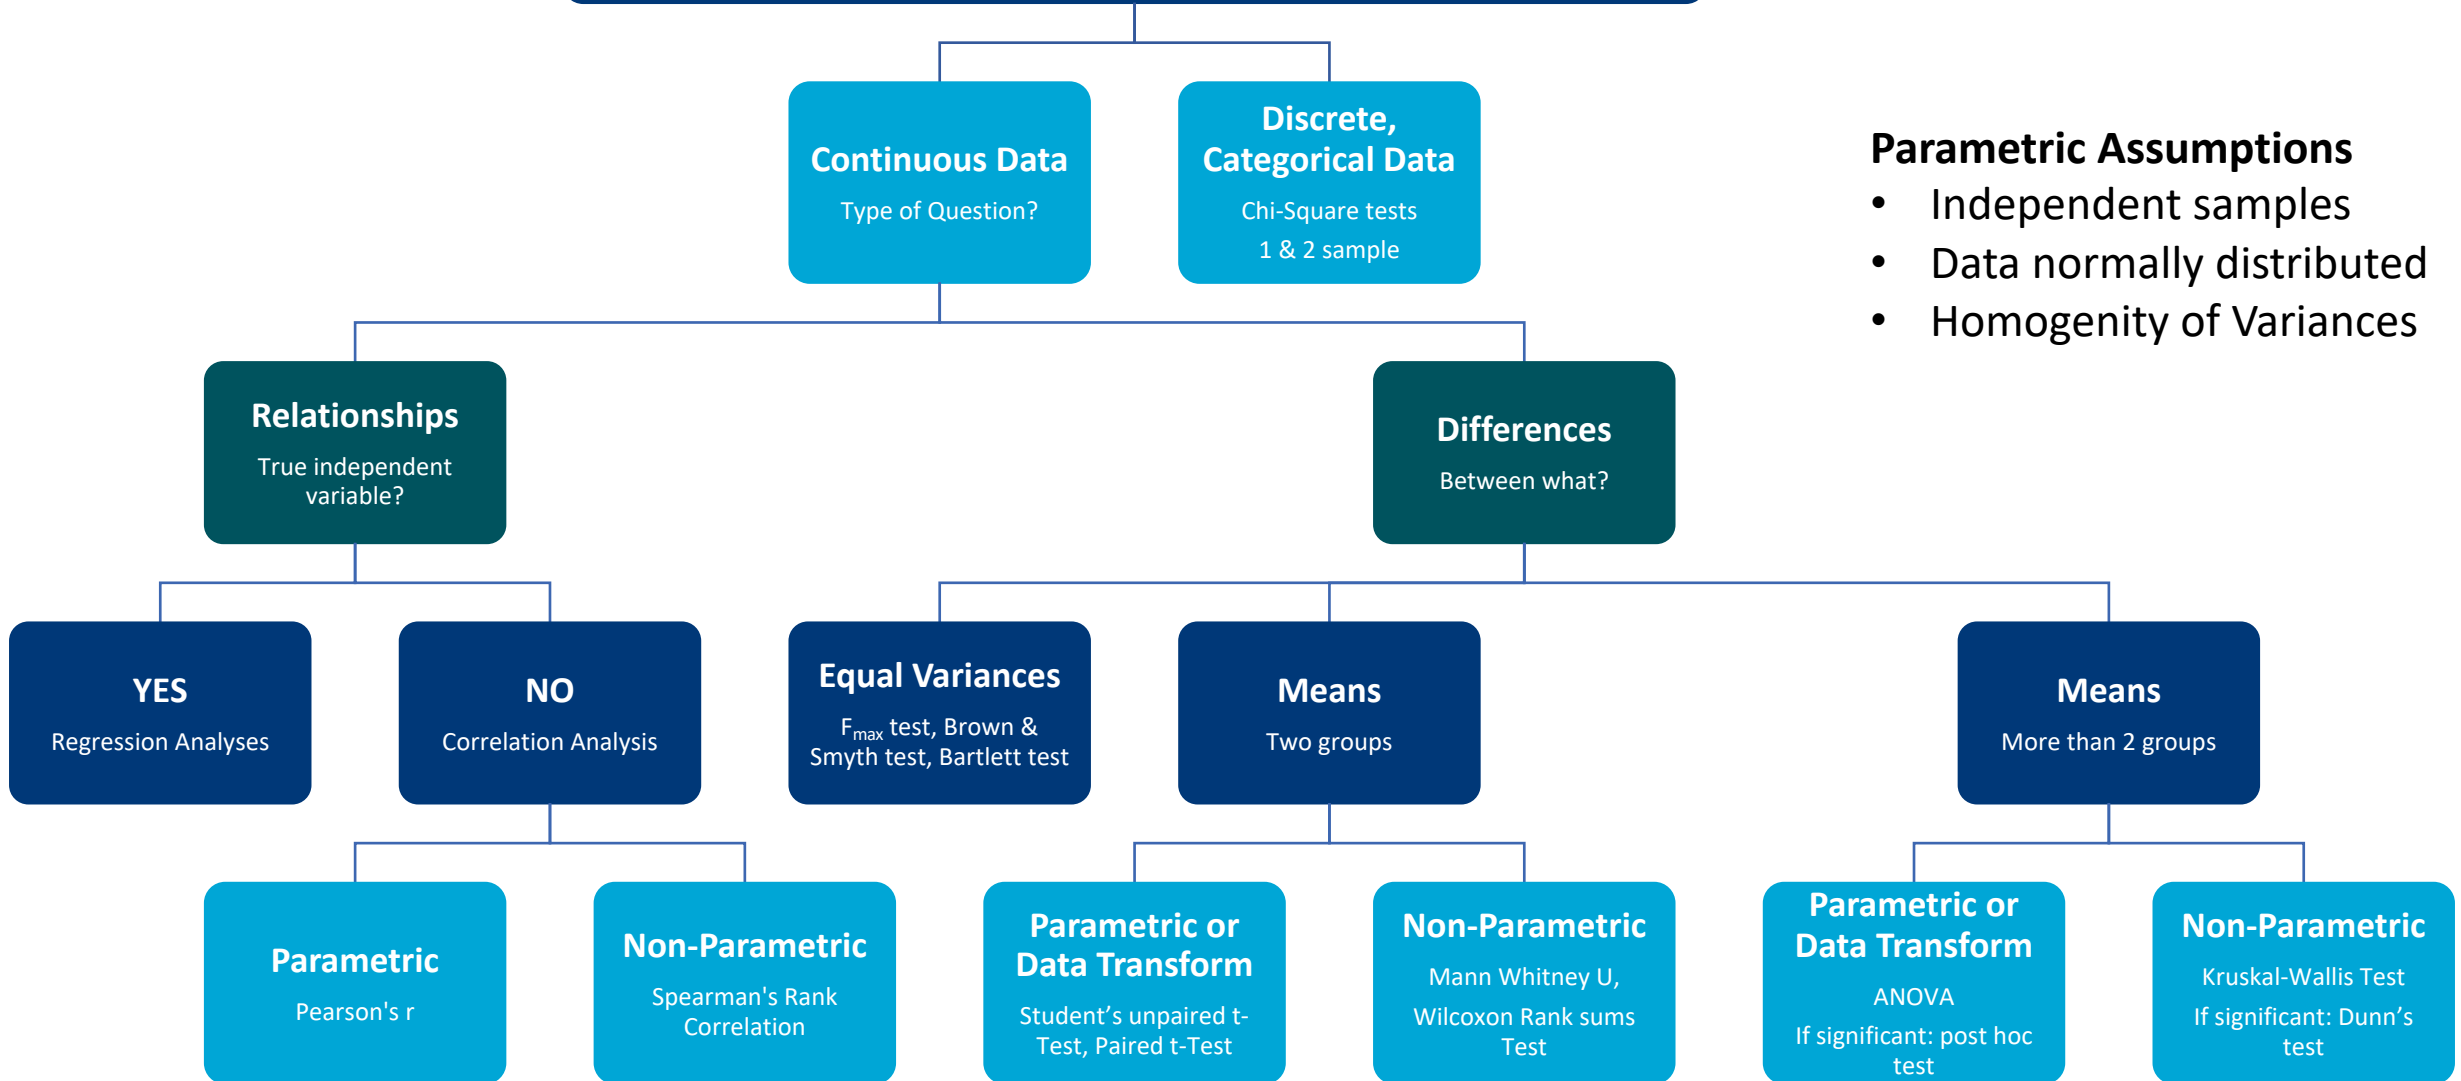 Discrete,
Categorical Data
Chi-Square tests
1 & 2 sample
Continuous Data
Type of Question?
Parametric Assumptions
• Independent samples
• Data normally distributed
• Homogenity of Variances
Relationships
True independent
variable?
Differences
Between what?
YES
Regression Analyses
NO
Correlation Analysis
Equal Variances
Fmax test, Brown &
Smyth test, Bartlett test
Means
Two groups
Means
More than 2 groups
Parametric
Pearson's r
Non-Parametric
Spearman's Rank
Correlation
Parametric or
Data Transform
Student’s unpaired t-
Test, Paired t-Test
Non-Parametric
Mann Whitney U,
Wilcoxon Rank sums
Test
Parametric or
Data Transform
ANOVA
If significant: post hoc
test
Non-Parametric
Kruskal-Wallis Test
If significant: Dunn’s
test